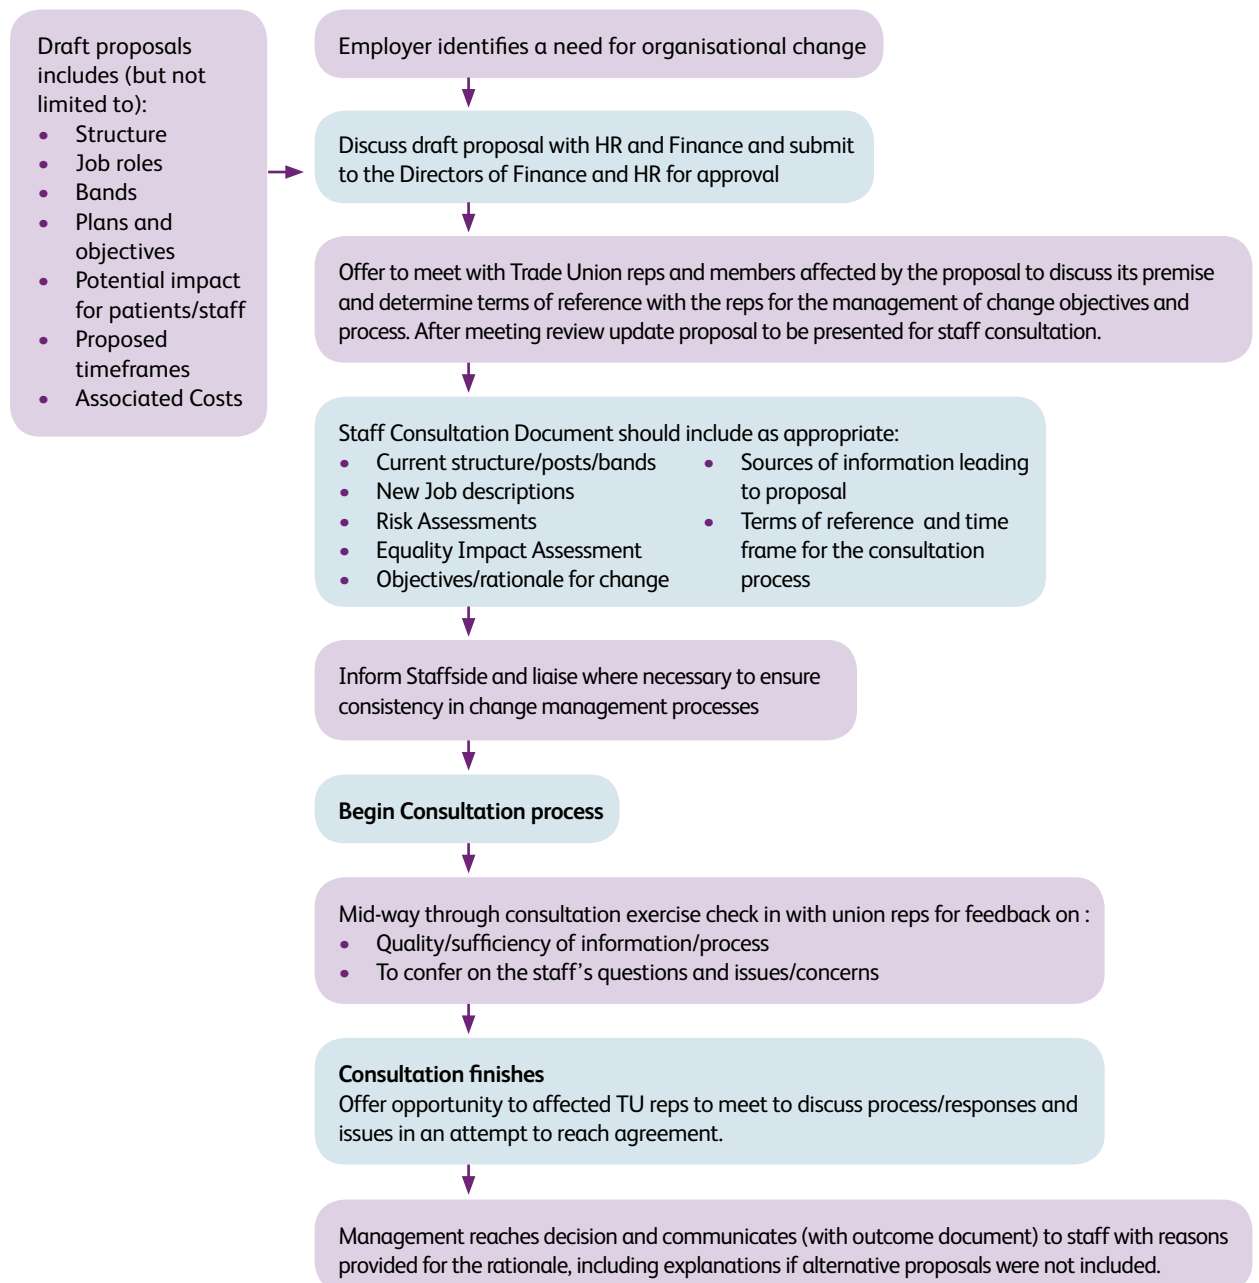 Draft proposals
includes (but not
limited to):
• Structure
• Job roles
• Bands
• Plans and
objectives
• Potential impact
for patients/staff
• Proposed
timeframes
• Associated Costs
Employer identifies a need for organisational change
Discuss draft proposal with HR and Finance and submit
to the Directors of Finance and HR for approval
Offer to meet with Trade Union reps and members affected by the proposal to discuss its premise
and determine terms of reference with the reps for the management of change objectives and
process. After meeting review update proposal to be presented for staff consultation.
Staff Consultation Document should include as appropriate:
• Current structure/posts/bands
• New Job descriptions
• Risk Assessments
• Equality Impact Assessment
• Objectives/rationale for change
• Sources of information leading
to proposal
• Terms of reference and time
frame for the consultation
process
Inform Staffside and liaise where necessary to ensure
consistency in change management processes
Begin Consultation process
Mid-way through consultation exercise check in with union reps for feedback on :
• Quality/sufficiency of information/process
• To confer on the staff's questions and issues/concerns
Consultation finishes
Offer opportunity to affected TU reps to meet to discuss process/responses and
issues in an attempt to reach agreement.
Management reaches decision and communicates (with outcome document) to staff with reasons
provided for the rationale, including explanations if alternative proposals were not included.